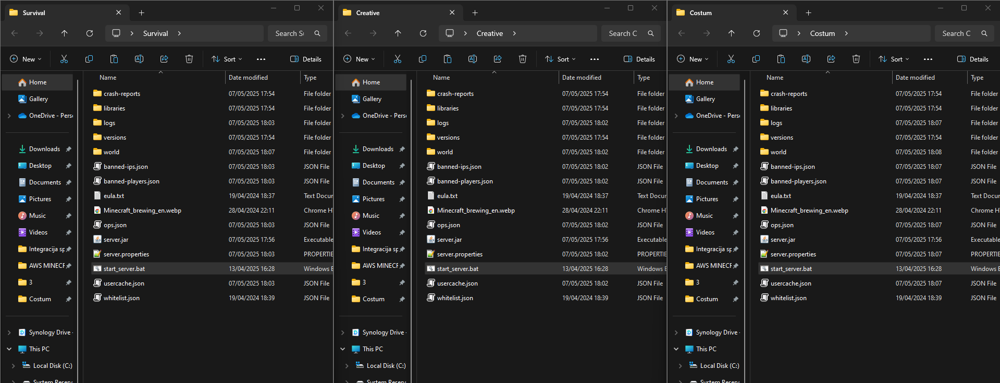 Survival
Survival
Search Su
New
Sort
Details
Name Date modified Type
Home
Gallery
OneDrive - Perso
Downloads
Desktop
Documents
Pictures
Music
Videos
Integracija sp
AWS MINECF
3
Costum
Synology Drive -
This PC
Local Disk (C:)
System Reserv
crash-reports 07/05/2025 17:54 File folder
libraries 07/05/2025 17:54 File folder
logs 07/05/2025 18:03 File folder
versions 07/05/2025 17:54 File folder
world 07/05/2025 18:07 File folder
banned-ips.json 07/05/2025 18:03 JSON File
banned-players.json 07/05/2025 18:03 JSON File
eula.txt 19/04/2024 18:37 Text Docur
Minecraft_brewing_en.webp 28/04/2024 22:11 Chrome H
ops.json 07/05/2025 18:03 JSON File
server.jar 07/05/2025 17:56 Executable
server.properties 07/05/2025 18:03 PROPERTIE
start_server.bat 13/04/2025 16:28 Windows B
usercache.json 07/05/2025 18:03 JSON File
whitelist.json 19/04/2024 18:39 JSON File
Creative
Creative
Search C
New
Sort
Details
Name Date modified Type
Home
Gallery
OneDrive - Perso
Downloads
Desktop
Documents
Pictures
Music
Videos
Integracija sp
AWS MINECF
3
Costum
Synology Drive -
This PC
Local Disk (C:)
System Reserv
crash-reports 07/05/2025 17:54 File folder
libraries 07/05/2025 17:54 File folder
logs 07/05/2025 18:02 File folder
versions 07/05/2025 17:54 File folder
world 07/05/2025 18:02 File folder
banned-ips.json 07/05/2025 18:02 JSON File
banned-players.json 07/05/2025 18:02 JSON File
eula.txt 19/04/2024 18:37 Text Docur
Minecraft_brewing_en.webp 28/04/2024 22:11 Chrome H
ops.json 07/05/2025 18:02 JSON File
server.jar 07/05/2025 17:56 Executable
server.properties 07/05/2025 18:02 PROPERTIE
start_server.bat 13/04/2025 16:28 Windows B
usercache.json 07/05/2025 18:02 JSON File
whitelist.json 19/04/2024 18:39 JSON File
Costum
Costum
Search C
New
Sort
Details
Name Date modified Type
Home
Gallery
OneDrive - Perso
Downloads
Desktop
Documents
Pictures
Music
Videos
Integracija sp
AWS MINECF
3
Costum
Synology Drive -
This PC
Local Disk (C:)
System Reserv
crash-reports 07/05/2025 17:54 File folder
libraries 07/05/2025 17:54 File folder
logs 07/05/2025 18:07 File folder
versions 07/05/2025 17:54 File folder
world 07/05/2025 18:08 File folder
banned-ips.json 07/05/2025 18:07 JSON File
banned-players.json 07/05/2025 18:07 JSON File
eula.txt 19/04/2024 18:37 Text Docur
Minecraft_brewing_en.webp 28/04/2024 22:11 Chrome H
ops.json 07/05/2025 18:07 JSON File
server.jar 07/05/2025 17:56 Executable
server.properties 07/05/2025 18:07 PROPERTIE
start_server.bat 13/04/2025 16:28 Windows B
usercache.json 07/05/2025 18:07 JSON File
whitelist.json 19/04/2024 18:39 JSON File